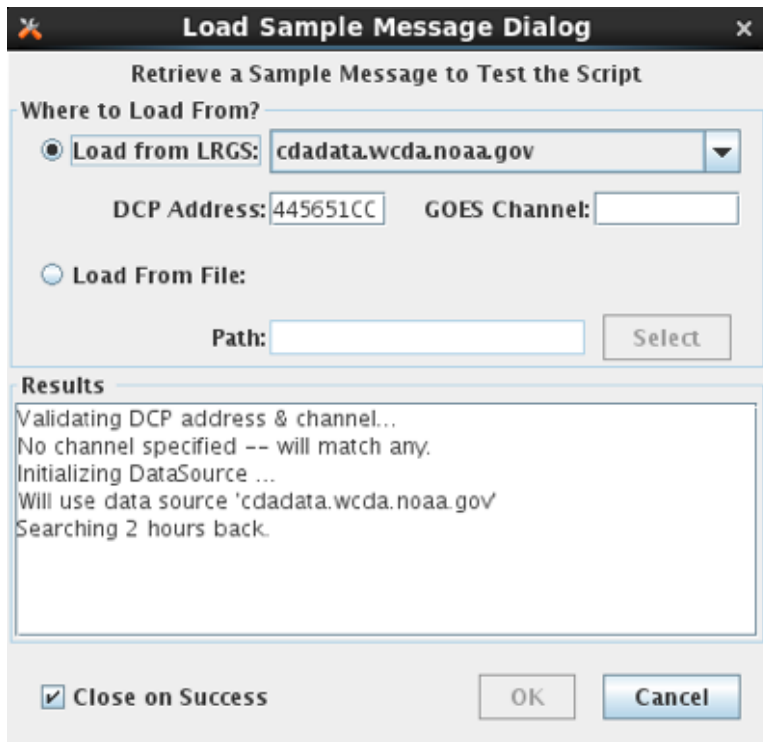 Load Sample Message Dialog
Retrieve a Sample Message to Test the Script
Where to Load From?
Load from LRGS: cdadata.wcda.noaa.gov
DCP Address: 445651CC GOES Channel:
Load From File:
Path: Select
Results
Validating DCP address & channel...
No channel specified -- will match any.
Initializing DataSource ...
Will use data source 'cdadata.wcda.noaa.gov'
Searching 2 hours back.
Close on Success OK Cancel